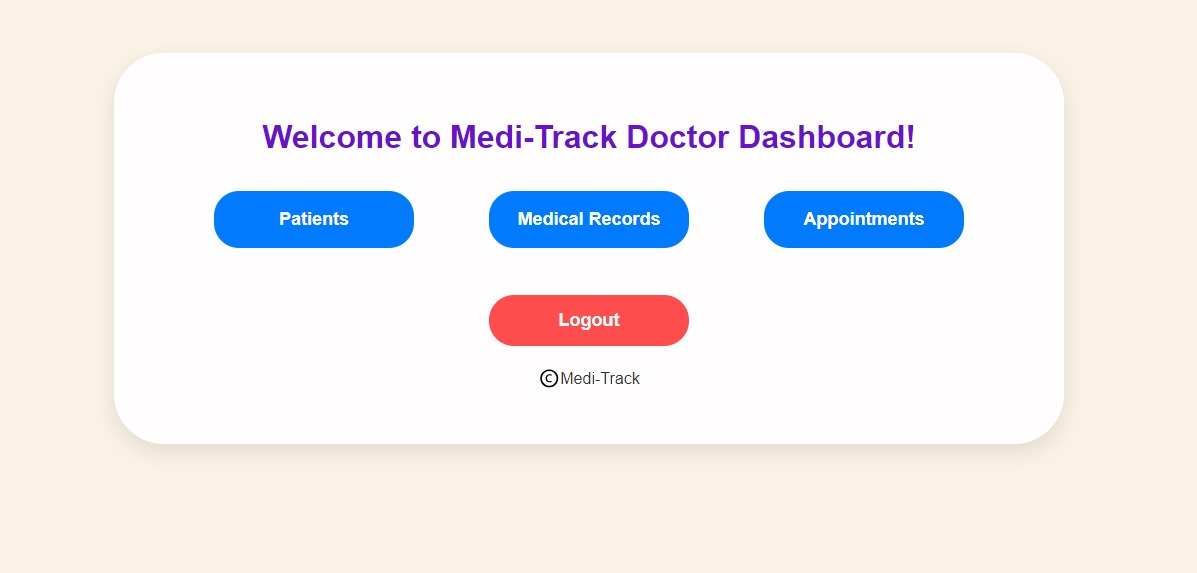 Welcome to Medi-Track Doctor Dashboard!
Patients Medical Records Appointments
Logout
©Medi-Track